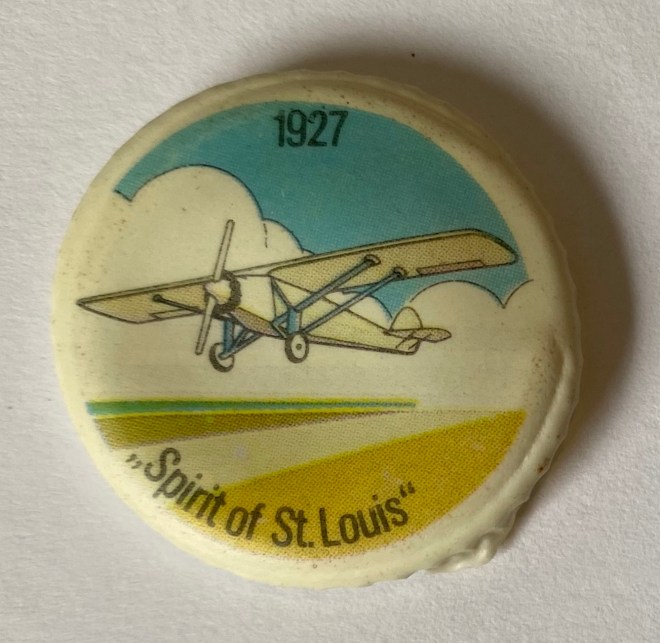 1927
„Spirit of St. Louis“